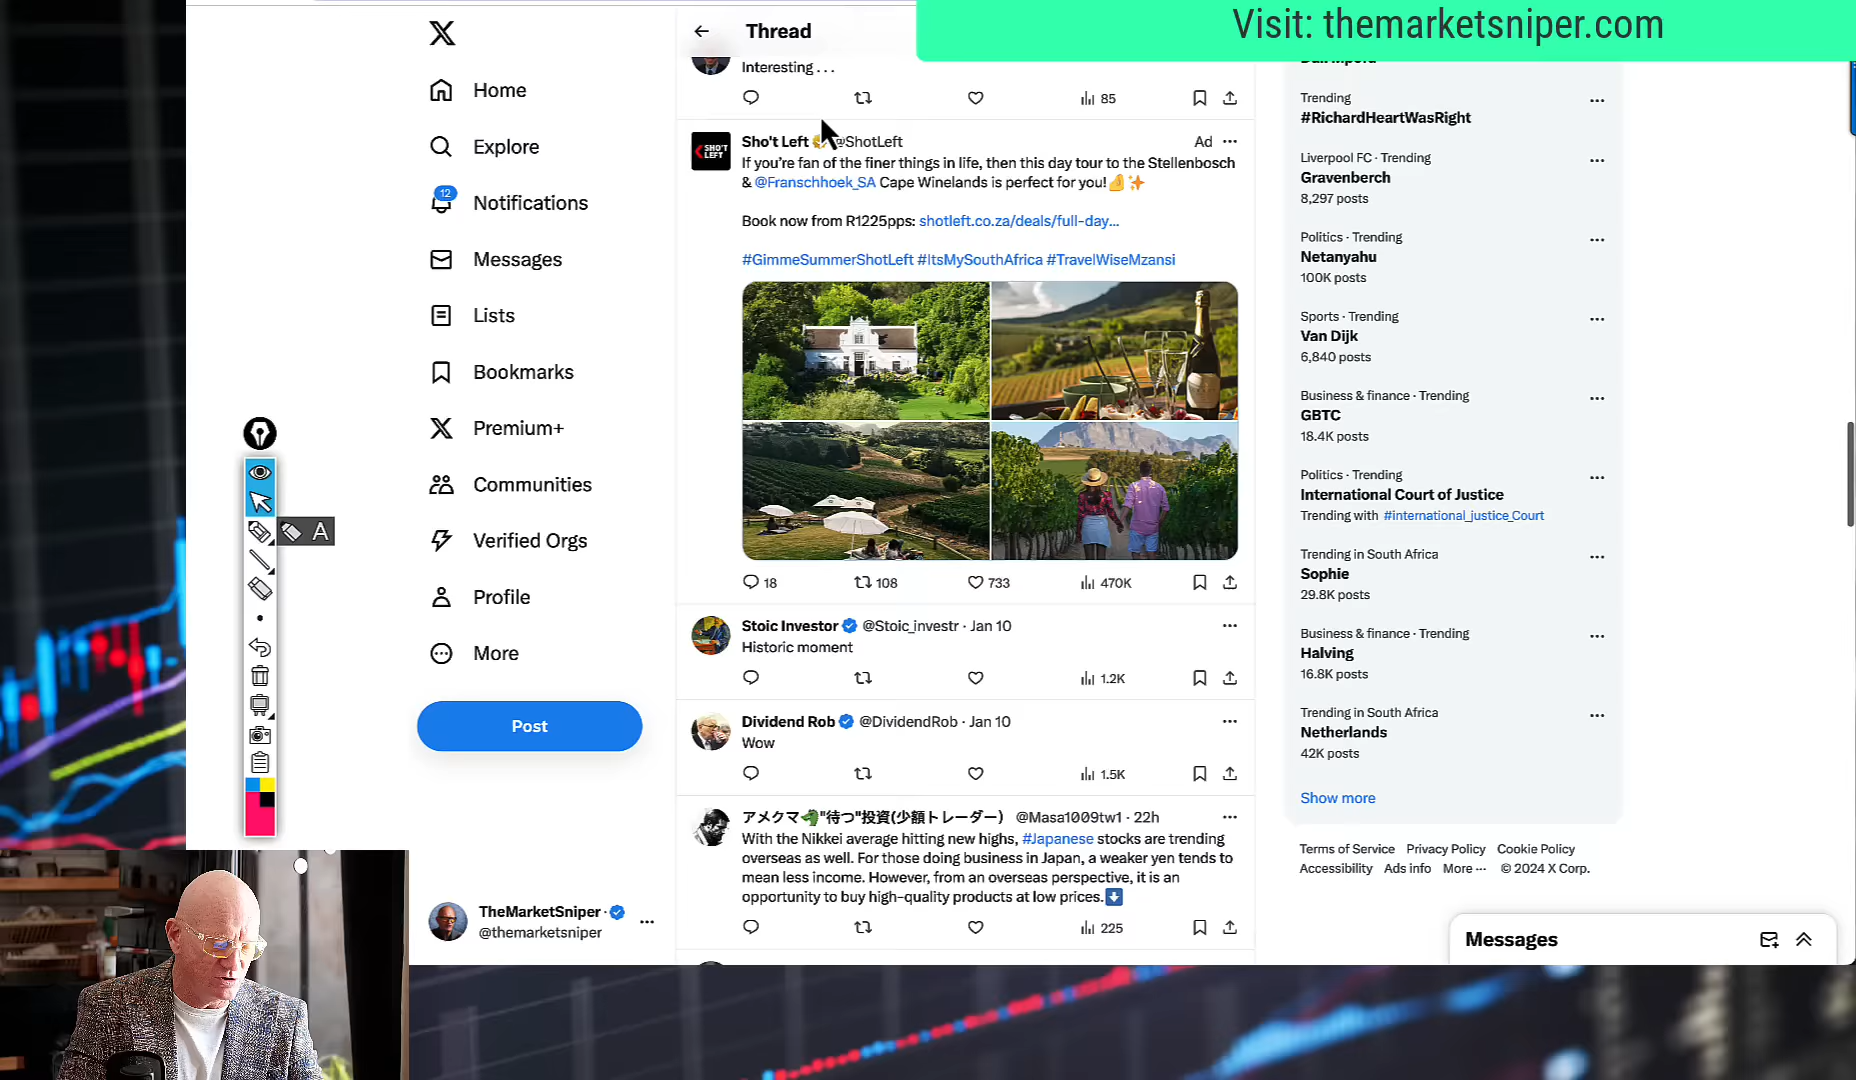 Visit: themarketsniper.com
Thread
Home
Explore
12
Notifications
Messages
Lists
Bookmarks
Premium+
Communities
Verified Orgs
Profile
More
Post
A
TheMarketSniper
@themarketsniper
Interesting . . .
85
SHO'T LEFT
Sho't Left @ShotLeft
Ad
If you're fan of the finer things in life, then this day tour to the Stellenbosch
& @Franschhoek_SA Cape Winelands is perfect for you!🤌✨
Book now from R1225pps: shotleft.co.za/deals/full-day…
#GimmeSummerShotLeft #ItsMySouthAfrica #TravelWiseMzansi
18
108
733
470K
Stoic Investor @Stoic_investr · Jan 10
Historic moment
1.2K
Dividend Rob @DividendRob · Jan 10
Wow
1.5K
アメクマ🐲"待つ"投資(少額トレーダー) @Masa1009tw1 · 22h
With the Nikkei average hitting new highs, #Japanese stocks are trending
overseas as well. For those doing business in Japan, a weaker yen tends to
mean less income. However, from an overseas perspective, it is an
opportunity to buy high-quality products at low prices.⬇️
225
Trending
#RichardHeartWasRight
Liverpool FC · Trending
Gravenberch
8,297 posts
Politics · Trending
Netanyahu
100K posts
Sports · Trending
Van Dijk
6,840 posts
Business & finance · Trending
GBTC
18.4K posts
Politics · Trending
International Court of Justice
Trending with #international_justice_Court
Trending in South Africa
Sophie
29.8K posts
Business & finance · Trending
Halving
16.8K posts
Trending in South Africa
Netherlands
42K posts
Show more
Terms of Service Privacy Policy Cookie Policy
Accessibility Ads info More ··· © 2024 X Corp.
Messages